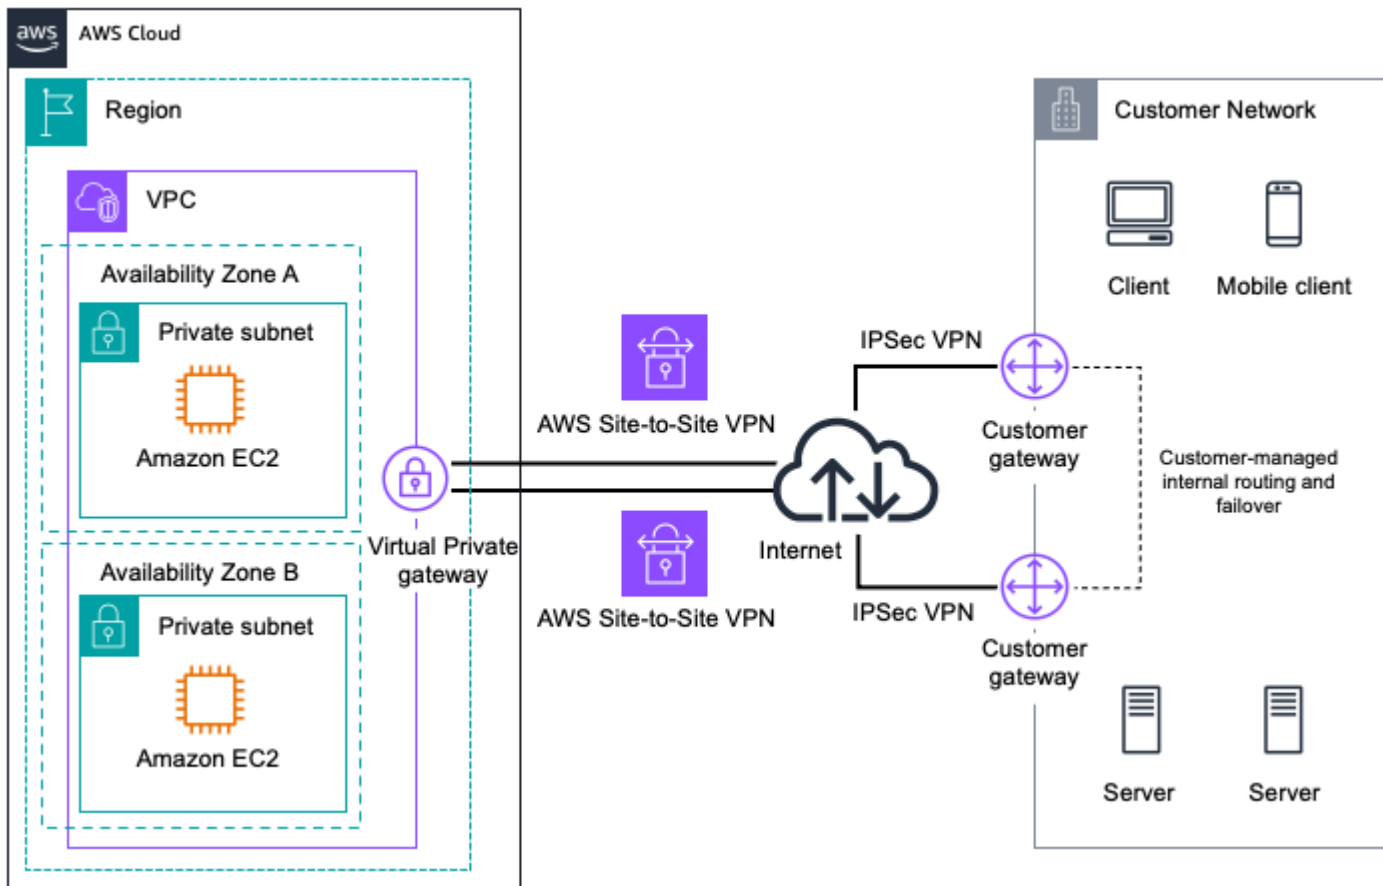 aws
AWS Cloud
Region
VPC
Availability Zone A
Private subnet
Amazon EC2
Availability Zone B
Private subnet
Amazon EC2
Virtual Private
gateway
AWS Site-to-Site VPN
AWS Site-to-Site VPN
Internet
IPSec VPN
IPSec VPN
Customer Network
Client
Mobile client
Customer
gateway
Customer-managed
internal routing and
failover
Customer
gateway
Server
Server